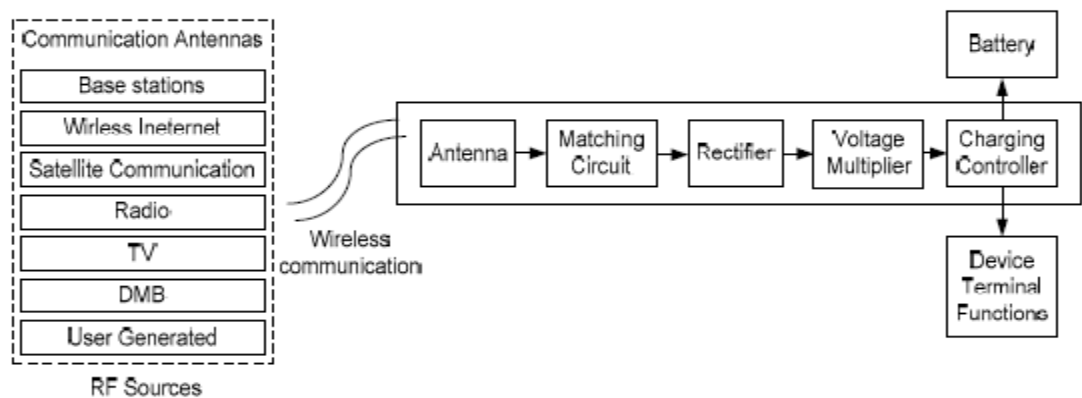 Communication Antennas
Base stations
Wirless Ineternet
Satellite Communication
Radio
TV
DMB
User Generated
RF Sources
Wireless
communication
Antenna
Matching
Circuit
Rectifier
Voltage
Multiplier
Charging
Controller
Battery
Device
Terminal
Functions